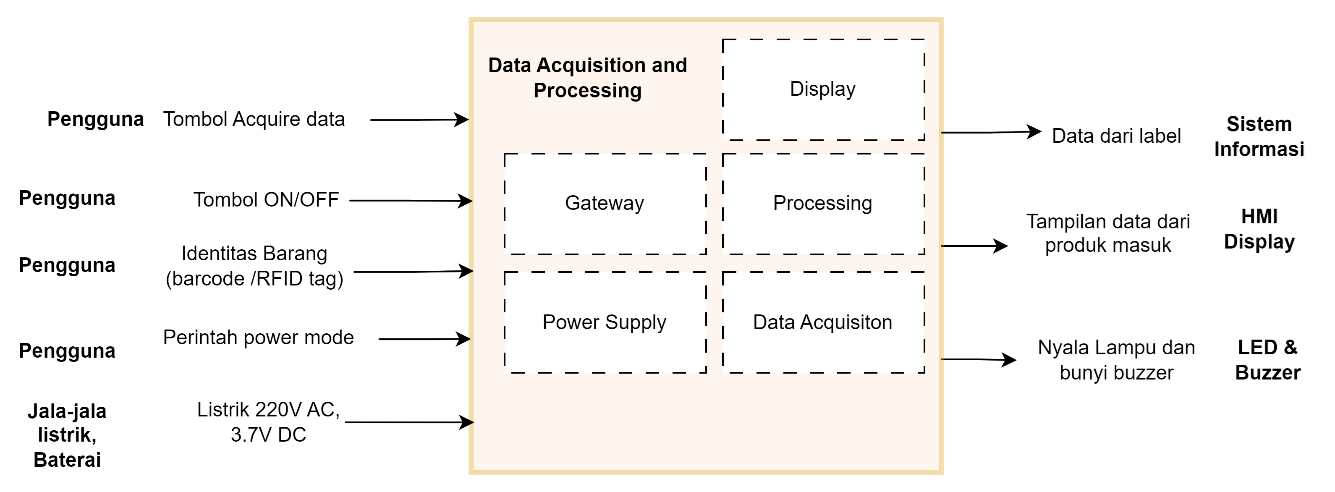 Data Acquisition and
Processing
Display
Gateway
Processing
Power Supply
Data Acquisiton
Pengguna
Tombol Acquire data
Pengguna
Tombol ON/OFF
Pengguna
Identitas Barang
(barcode /RFID tag)
Pengguna
Perintah power mode
Jala-jala
listrik,
Baterai
Listrik 220V AC,
3.7V DC
Data dari label
Sistem
Informasi
Tampilan data dari
produk masuk
HMI
Display
Nyala Lampu dan
bunyi buzzer
LED &
Buzzer